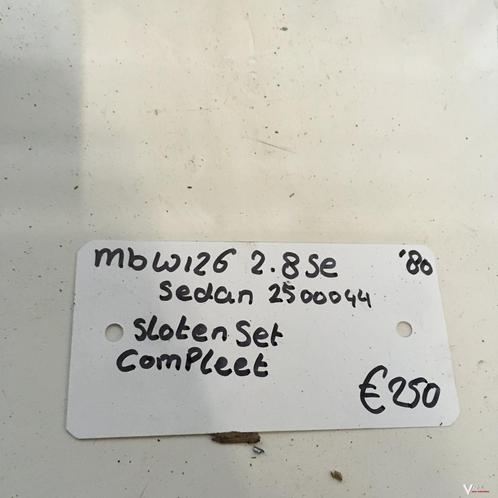 mbw126 2.8se '80
Sedan 2500044
Sloten Set
Compleet
€250